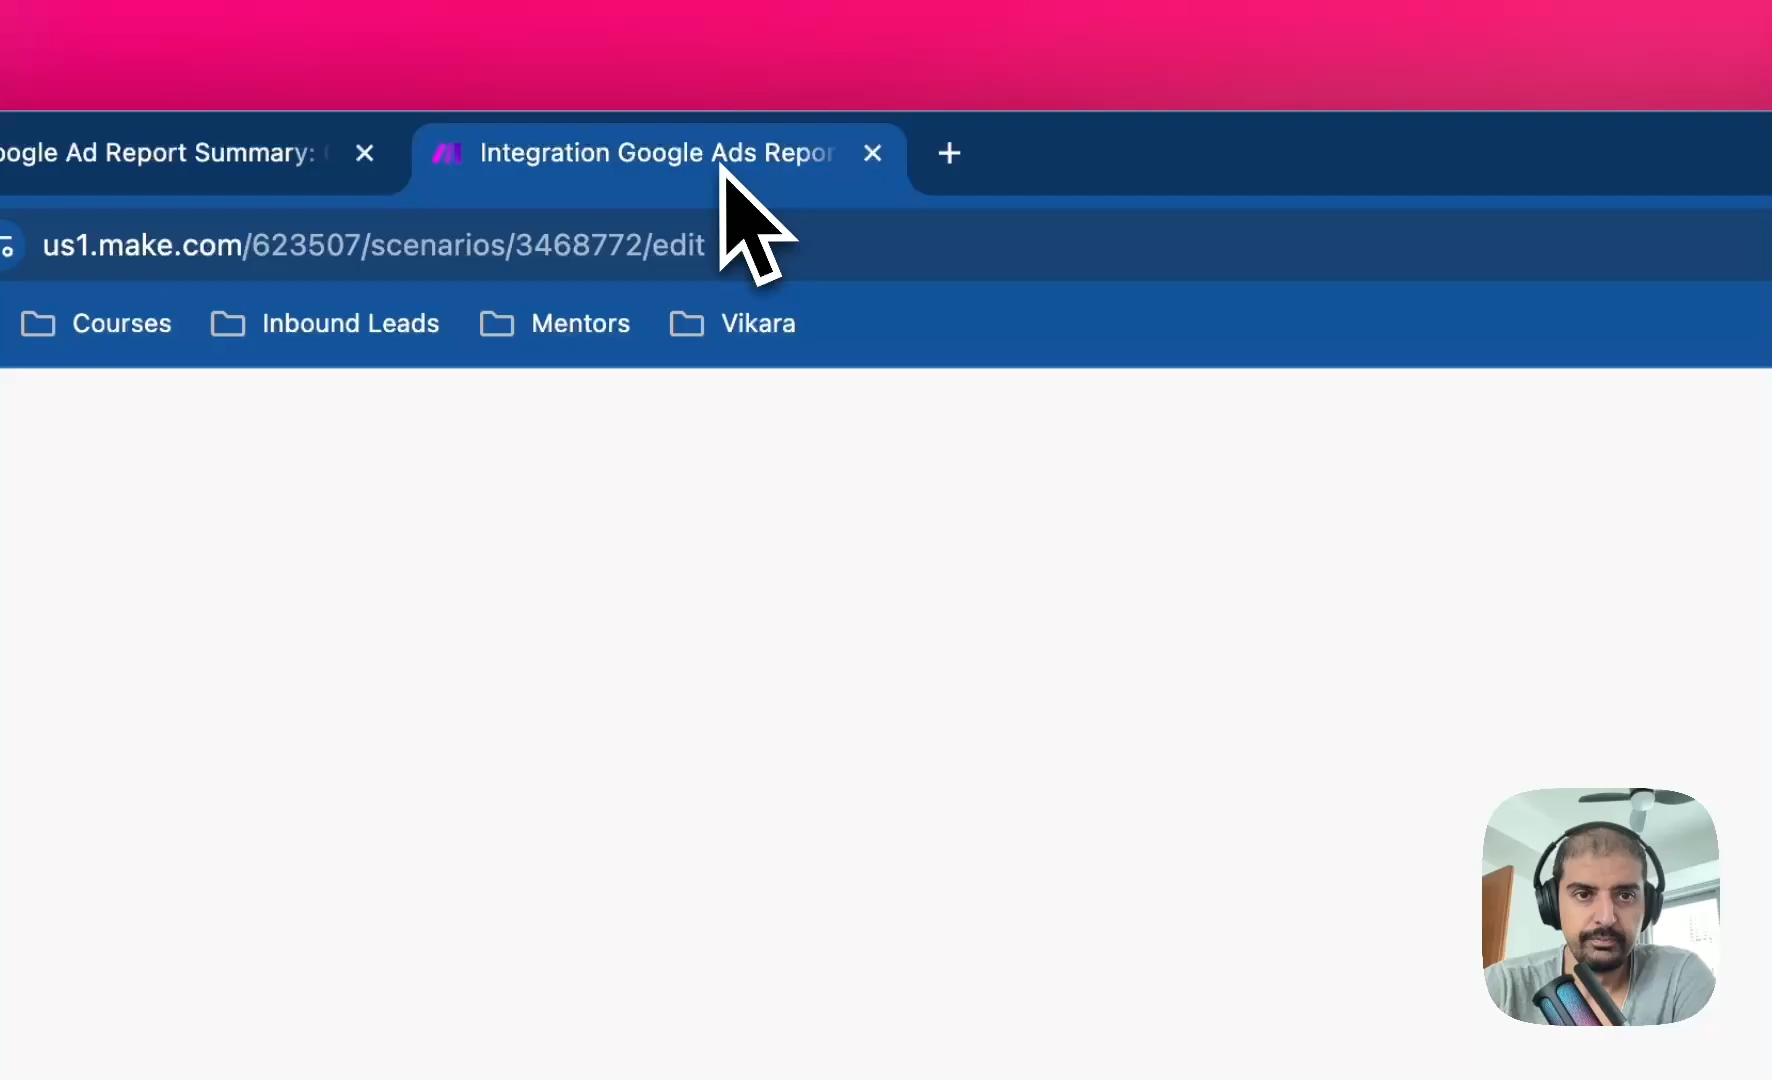 oogle Ad Report Summary:
Integration Google Ads Repor
us1.make.com/623507/scenarios/3468772/edit
Courses
Inbound Leads
Mentors
Vikara